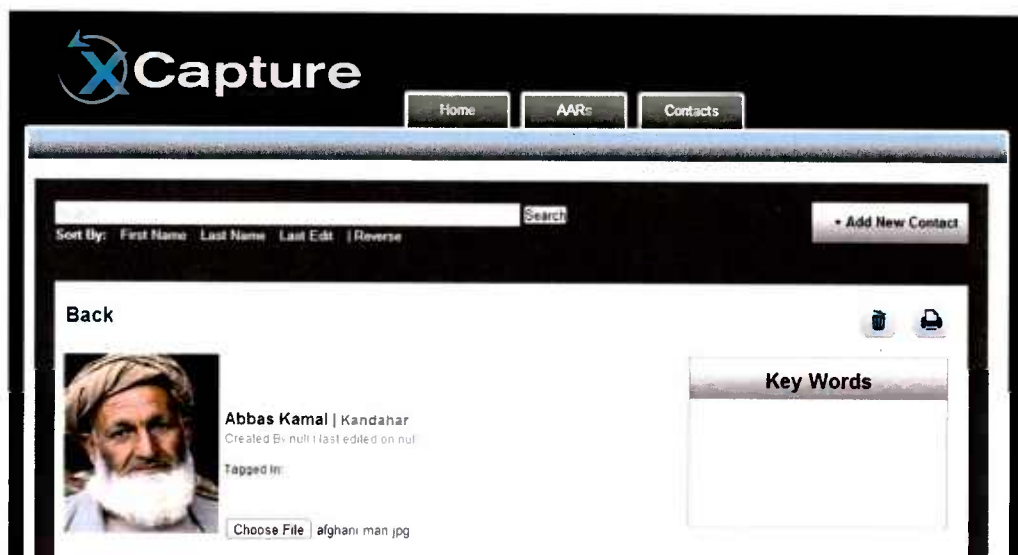 XCapture
Home AARs Contacts
Search
+ Add New Contact
Sort By: First Name Last Name Last Edit | Reverse
Back
Key Words
Abbas Kamal | Kandahar
Created By null | last edited on null
Tagged In:
Choose File afghani man.jpg